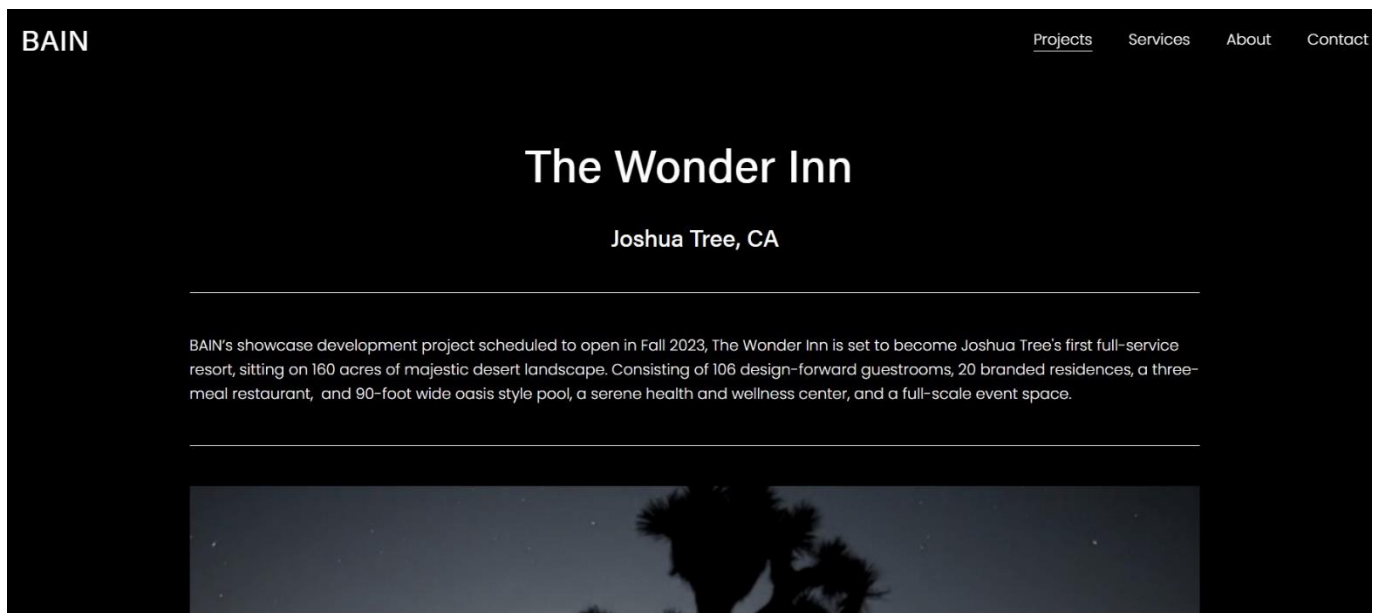 BAIN
Projects Services About Contact
The Wonder Inn
Joshua Tree, CA
BAIN’s showcase development project scheduled to open in Fall 2023, The Wonder Inn is set to become Joshua Tree's first full-service
resort, sitting on 160 acres of majestic desert landscape. Consisting of 106 design-forward guestrooms, 20 branded residences, a three-
meal restaurant,  and 90-foot wide oasis style pool, a serene health and wellness center, and a full-scale event space.